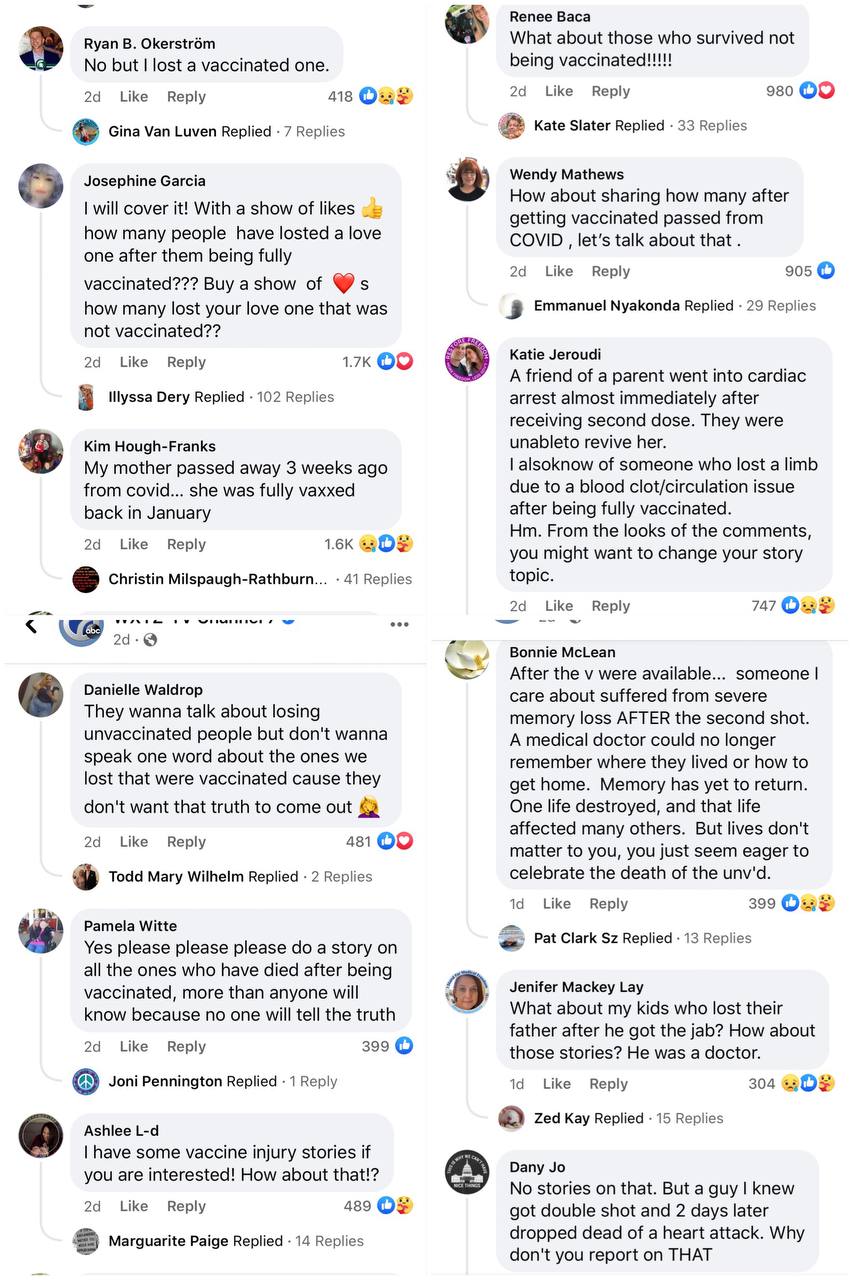 Ryan B. Okerström
No but I lost a vaccinated one.
2d Like Reply 418
Gina Van Luven Replied · 7 Replies
Josephine Garcia
I will cover it! With a show of likes 👍
how many people have losted a love
one after them being fully
vaccinated??? Buy a show of ❤️ s
how many lost your love one that was
not vaccinated??
2d Like Reply 1.7K
Illyssa Dery Replied · 102 Replies
Kim Hough-Franks
My mother passed away 3 weeks ago
from covid... she was fully vaxxed
back in January
2d Like Reply 1.6K
Christin Milspaugh-Rathburn... · 41 Replies
Renee Baca
What about those who survived not
being vaccinated!!!!!
2d Like Reply 980
Kate Slater Replied · 33 Replies
Wendy Mathews
How about sharing how many after
getting vaccinated passed from
COVID , let's talk about that .
2d Like Reply 905
Emmanuel Nyakonda Replied · 29 Replies
RESTORE FREEDOM
Katie Jeroudi
A friend of a parent went into cardiac
arrest almost immediately after
receiving second dose. They were
unableto revive her.
I alsoknow of someone who lost a limb
due to a blood clot/circulation issue
after being fully vaccinated.
Hm. From the looks of the comments,
you might want to change your story
topic.
2d Like Reply 747
7 abc
2d ·
Danielle Waldrop
They wanna talk about losing
unvaccinated people but don't wanna
speak one word about the ones we
lost that were vaccinated cause they
don't want that truth to come out 🤦‍♀️
2d Like Reply 481
Todd Mary Wilhelm Replied · 2 Replies
Pamela Witte
Yes please please please do a story on
all the ones who have died after being
vaccinated, more than anyone will
know because no one will tell the truth
2d Like Reply 399
Joni Pennington Replied · 1 Reply
Ashlee L-d
I have some vaccine injury stories if
you are interested! How about that!?
2d Like Reply 489
Marguarite Paige Replied · 14 Replies
Bonnie McLean
After the v were available... someone I
care about suffered from severe
memory loss AFTER the second shot.
A medical doctor could no longer
remember where they lived or how to
get home. Memory has yet to return.
One life destroyed, and that life
affected many others. But lives don't
matter to you, you just seem eager to
celebrate the death of the unv'd.
1d Like Reply 399
Pat Clark Sz Replied · 13 Replies
Jenifer Mackey Lay
What about my kids who lost their
father after he got the jab? How about
those stories? He was a doctor.
1d Like Reply 304
Zed Kay Replied · 15 Replies
THIS IS WHY WE CAN'T HAVE
NICE THINGS
Dany Jo
No stories on that. But a guy I knew
got double shot and 2 days later
dropped dead of a heart attack. Why
don't you report on THAT